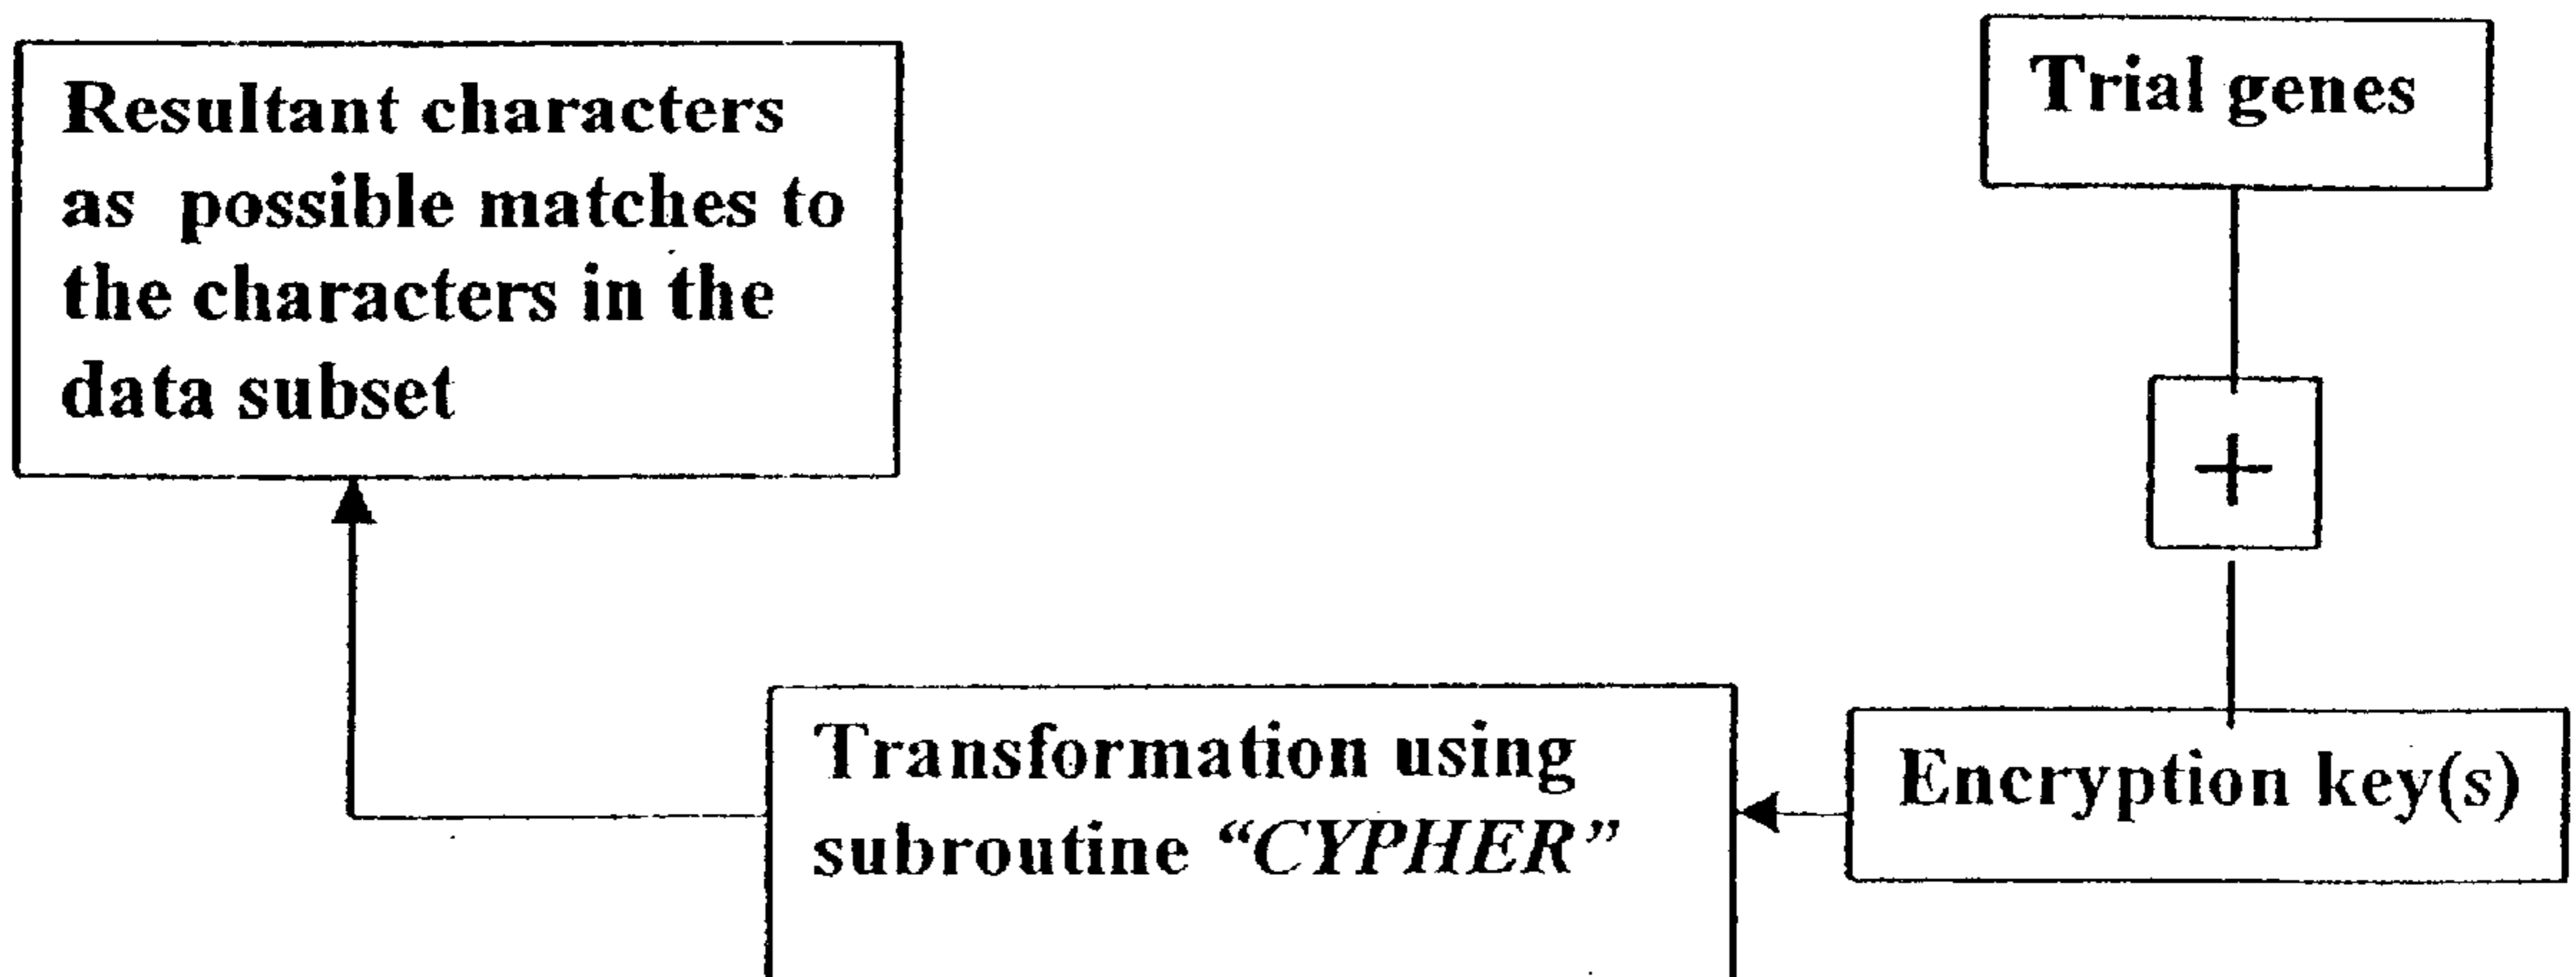 Resultant characters
as possible matches to
the characters in the
data subset
Trial genes
+
Transformation using
subroutine “CYPHER”
Encryption key(s)